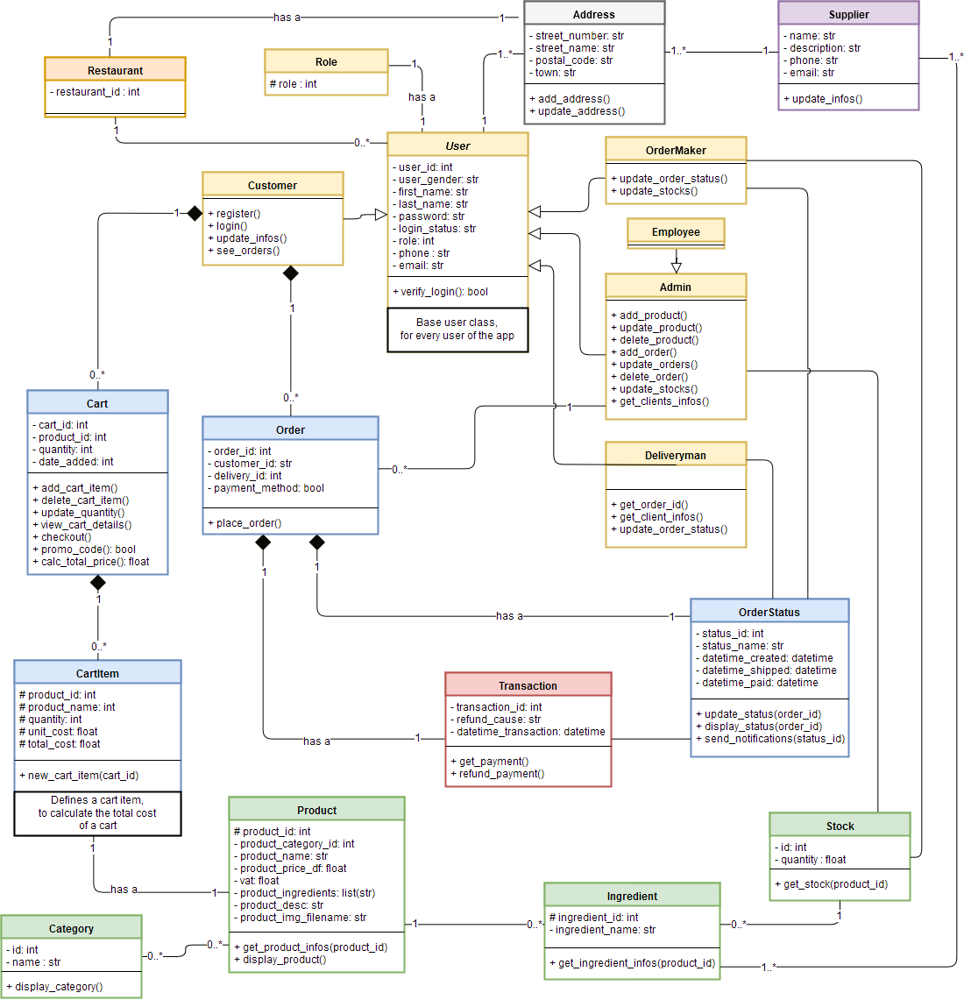 has a
1
1
Restaurant
- restaurant_id : int
1
0..*
Role
# role : int
1
has a
1
Address
- street_number: str
- street_name: str
- postal_code: str
- town: str
+ add_address()
+ update_address()
1..*
1
1..*
1
Supplier
- name: str
- description: str
- phone: str
- email: str
+ update_infos()
1..*
User
- user_id: int
- user_gender: str
- first_name: str
- last_name: str
- password: str
- login_status: str
- role: int
- phone : str
- email: str
+ verify_login(): bool
Base user class,
for every user of the app
Customer
+ register()
+ login()
+ update_infos()
+ see_orders()
1
0..*
1
0..*
OrderMaker
+ update_order_status()
+ update_stocks()
Employee
Admin
+ add_product()
+ update_product()
+ delete_product()
+ add_order()
+ update_orders()
+ delete_order()
+ update_stocks()
+ get_clients_infos()
1
0..*
Deliveryman
+ get_order_id()
+ get_client_infos()
+ update_order_status()
Cart
- cart_id: int
- product_id: int
- quantity: int
- date_added: int
+ add_cart_item()
+ delete_cart_item()
+ update_quantity()
+ view_cart_details()
+ checkout()
+ promo_code(): bool
+ calc_total_price(): float
1
0..*
Order
- order_id: int
- customer_id: str
- delivery_id: int
- payment_method: bool
+ place_order()
1
1
has a
1
has a
1
OrderStatus
- status_id: int
- status_name: str
- datetime_created: datetime
- datetime_shipped: datetime
- datetime_paid: datetime
+ update_status(order_id)
+ display_status(order_id)
+ send_notifications(status_id)
Transaction
- transaction_id: int
- refund_cause: str
- datetime_transaction: datetime
+ get_payment()
+ refund_payment()
CartItem
# product_id: int
# product_name: int
# quantity: int
# unit_cost: float
# total_cost: float
+ new_cart_item(cart_id)
Defines a cart item,
to calculate the total cost
of a cart
1
has a
1
Product
# product_id: int
- product_category_id: int
- product_name: str
- product_price_df: float
- vat: float
- product_ingredients: list(str)
- product_desc: str
- product_img_filename: str
+ get_product_infos(product_id)
+ display_product()
Category
- id: int
- name : str
+ display_category()
0..*
0..*
1
0..*
Ingredient
# ingredient_id: int
- ingredient_name: str
+ get_ingredient_infos(product_id)
0..*
1
1..*
Stock
- id: int
- quantity : float
+ get_stock(product_id)